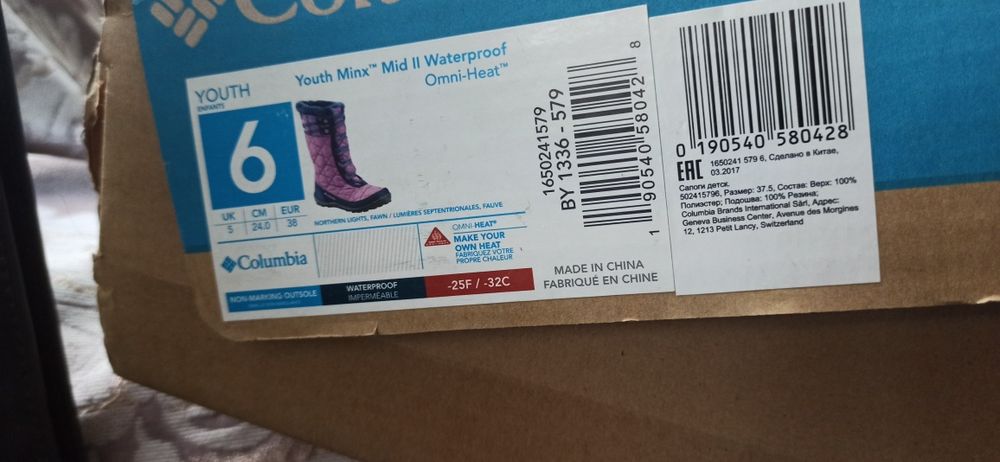 YOUTH
ENFANTS
6
UK CM EUR
5 24.0 38
Youth Minx™ Mid II Waterproof
Omni-Heat™
NORTHERN LIGHTS, FAWN / LUMIÈRES SEPTENTRIONALES, FAUVE
Columbia
OMNI-HEAT®
MAKE YOUR
OWN HEAT
FABRIQUEZ VOTRE
PROPRE CHALEUR
NON-MARKING OUTSOLE
WATERPROOF
IMPERMÉABLE
-25F / -32C
1650241579
BY 1336 - 579
1 90540 58042 8
MADE IN CHINA
FABRIQUÉ EN CHINE
0 190540 580428
EAC 1650241 579 6, Сделано в Китае,
03.2017
Сапоги детск.
502415796, Размер: 37.5, Состав: Верх: 100%
Полиэстер; Подошва: 100% Резина;
Columbia Brands International Sàrl, Адрес:
Geneva Business Center, Avenue des Morgines
12, 1213 Petit Lancy, Switzerland